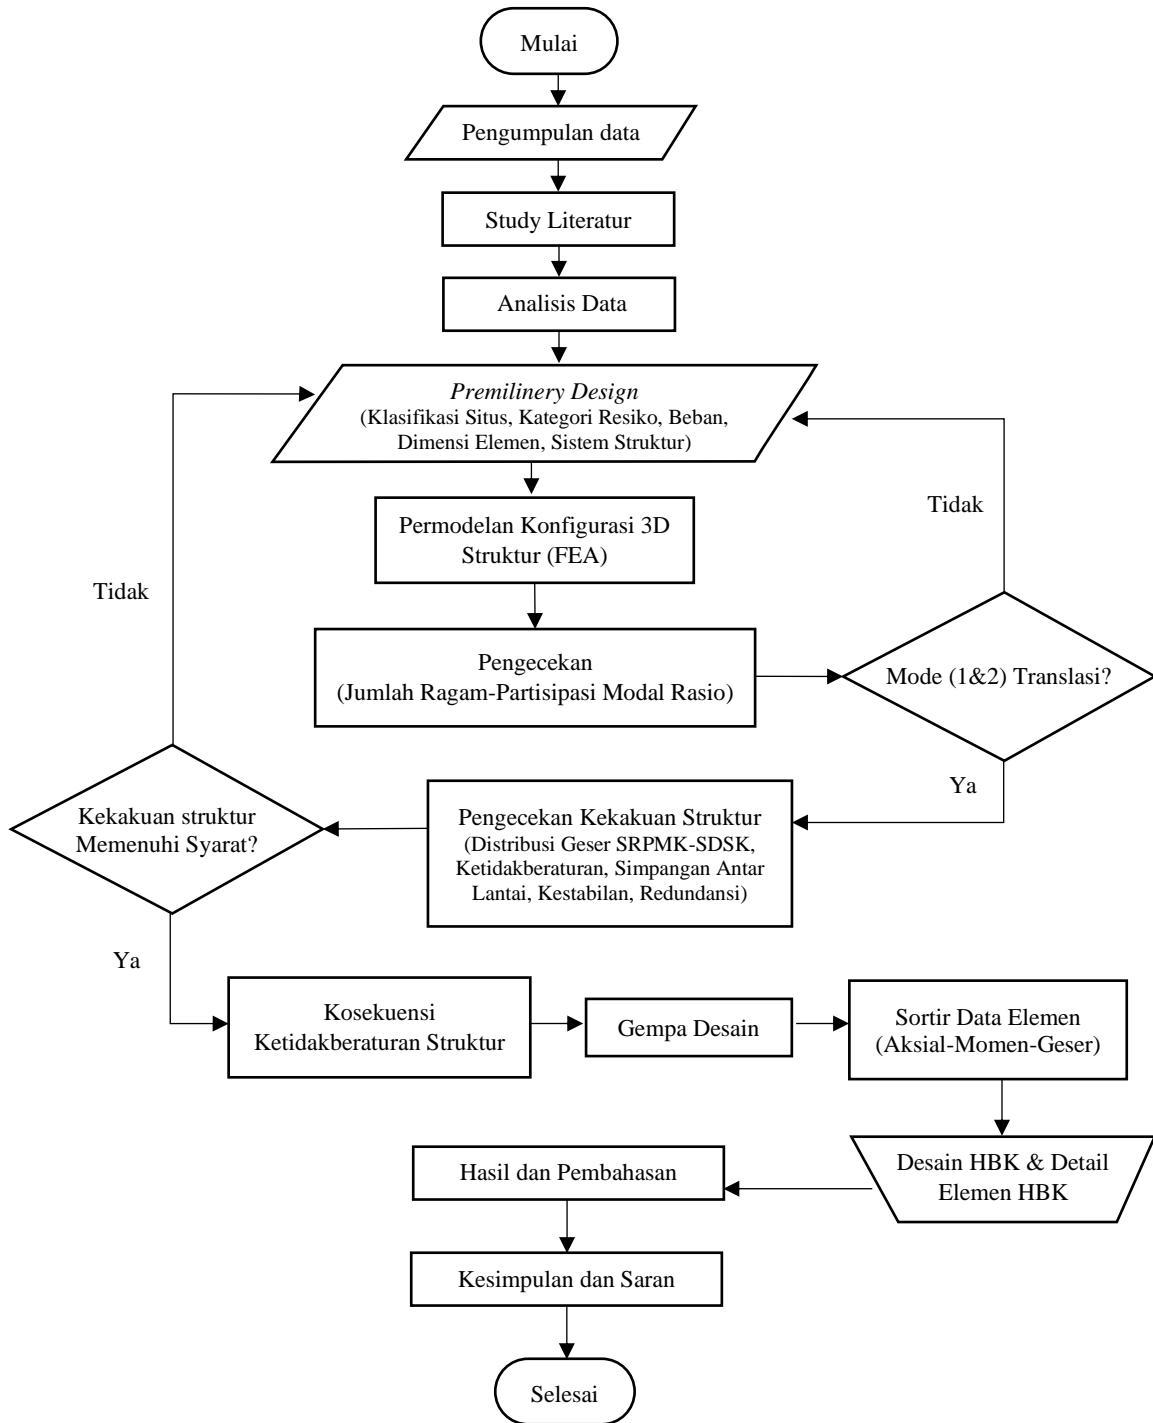 Mulai
Pengumpulan data
Study Literatur
Analisis Data
Premilinery Design
(Klasifikasi Situs, Kategori Resiko, Beban,
Dimensi Elemen, Sistem Struktur)
Tidak
Permodelan Konfigurasi 3D
Struktur (FEA)
Tidak
Pengecekan
(Jumlah Ragam-Partisipasi Modal Rasio)
Mode (1&2) Translasi?
Ya
Pengecekan Kekakuan Struktur
(Distribusi Geser SRPMK-SDSK,
Ketidakberaturan, Simpangan Antar
Lantai, Kestabilan, Redundansi)
Kekakuan struktur
Memenuhi Syarat?
Ya
Kosekuensi
Ketidakberaturan Struktur
Gempa Desain
Sortir Data Elemen
(Aksial-Momen-Geser)
Desain HBK & Detail
Elemen HBK
Hasil dan Pembahasan
Kesimpulan dan Saran
Selesai